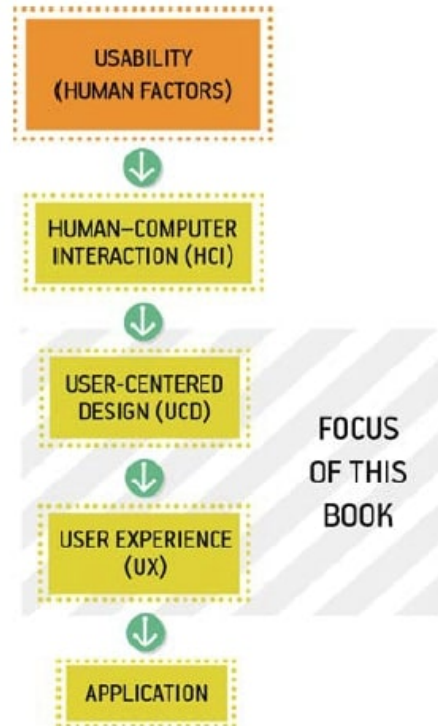 USABILITY
(HUMAN FACTORS)
HUMAN–COMPUTER
INTERACTION (HCI)
USER-CENTERED
DESIGN (UCD)
FOCUS
OF THIS
BOOK
USER EXPERIENCE
(UX)
APPLICATION